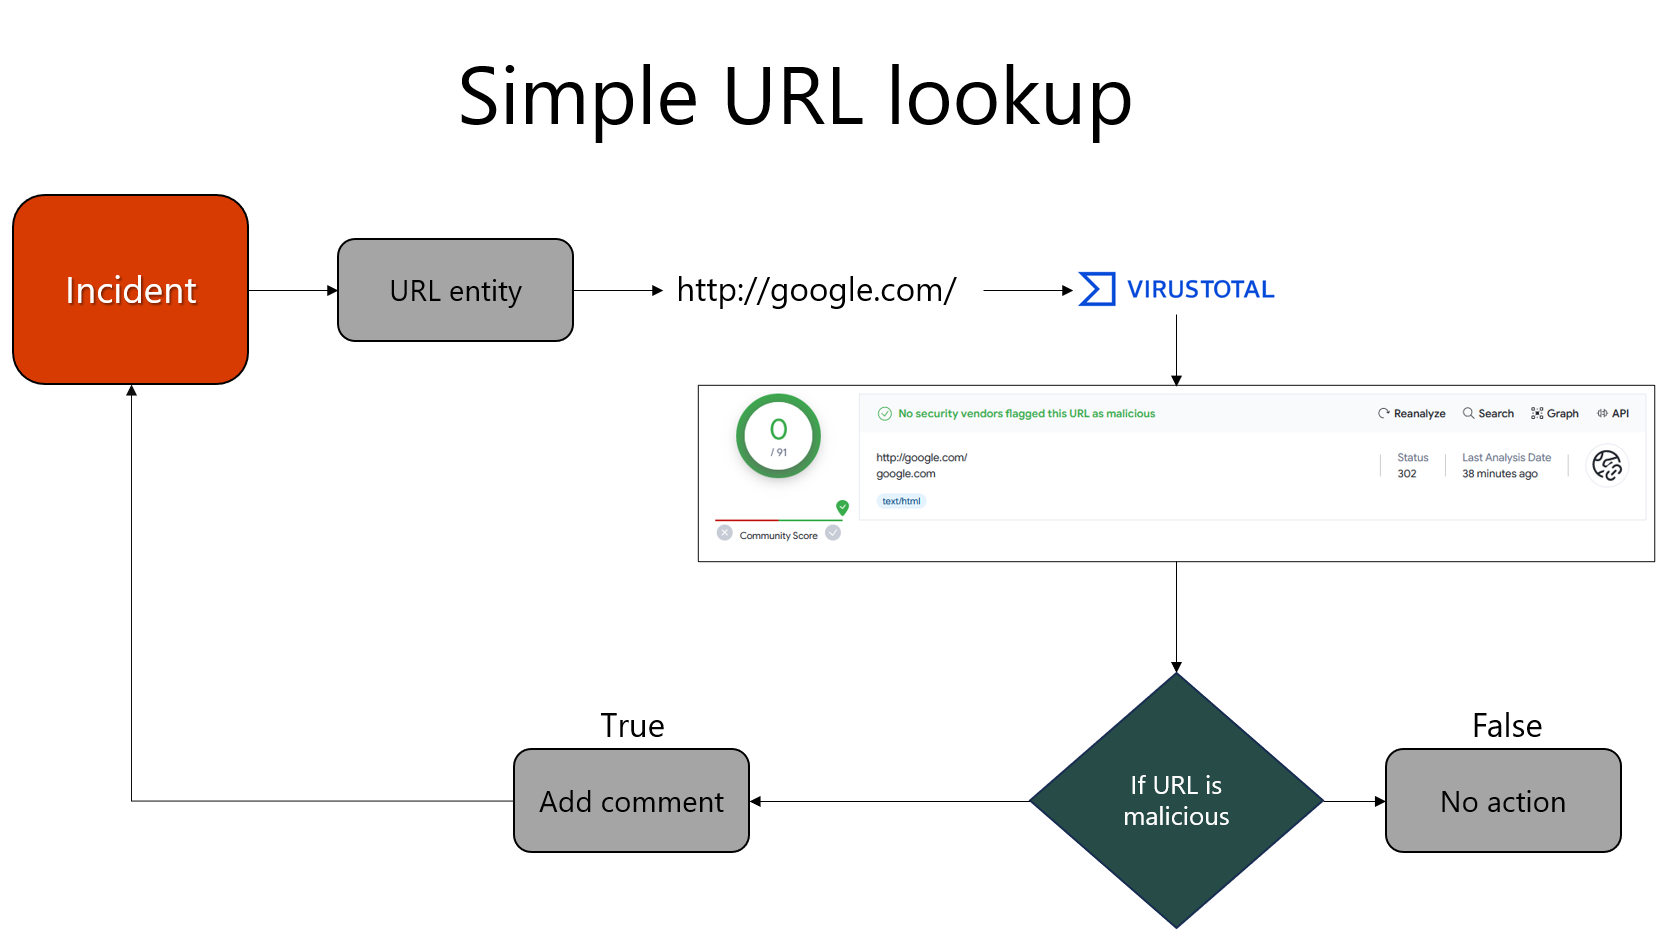 Simple URL lookup
Incident
URL entity
http://google.com/
VIRUSTOTAL
0
/ 91
Community Score
No security vendors flagged this URL as malicious
Reanalyze
Search
Graph
API
http://google.com/
google.com
text/html
Status
302
Last Analysis Date
38 minutes ago
If URL is
malicious
True
Add comment
False
No action